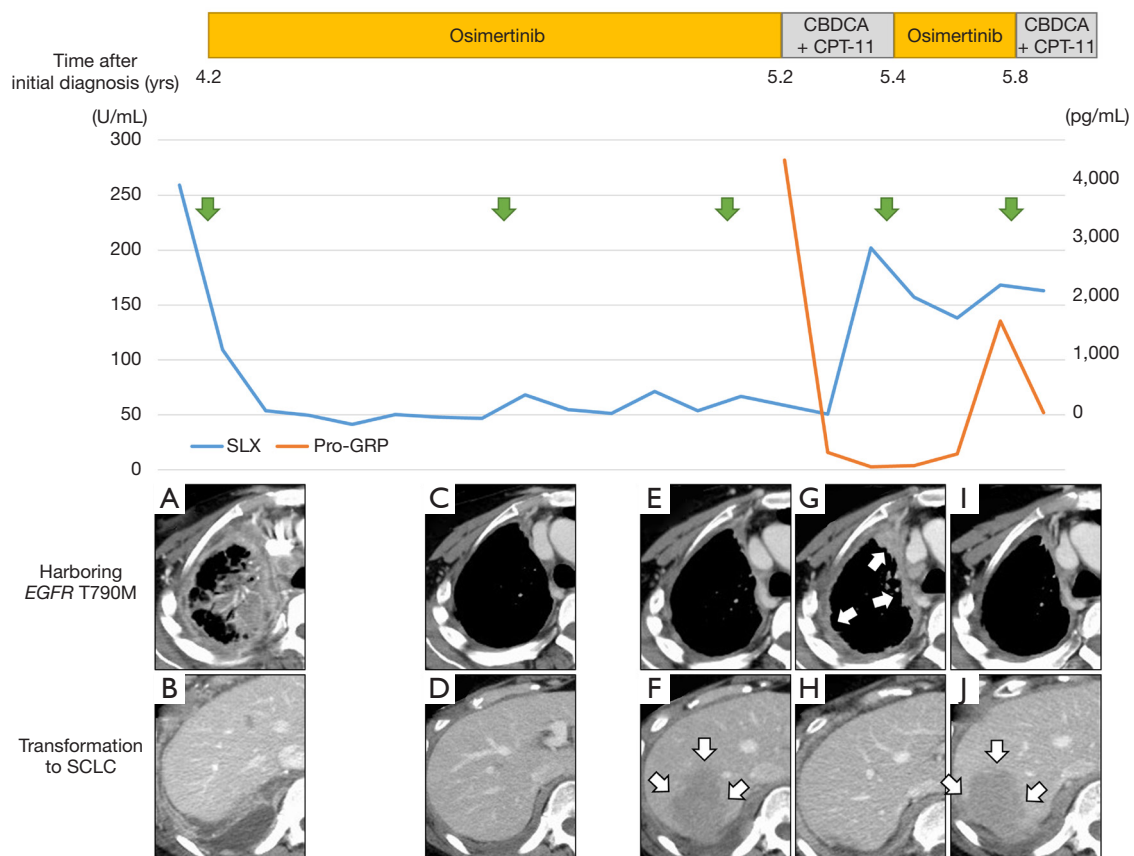 Osimertinib
CBDCA
+ CPT-11
Osimertinib
CBDCA
+ CPT-11
Time after
initial diagnosis (yrs)
4.2
5.2
5.4
5.8
(U/mL)
(pg/mL)
300
250
200
150
100
50
0
4,000
3,000
2,000
1,000
0
SLX
Pro-GRP
A
C
E
G
I
Harboring
EGFR T790M
B
D
F
H
J
Transformation
to SCLC